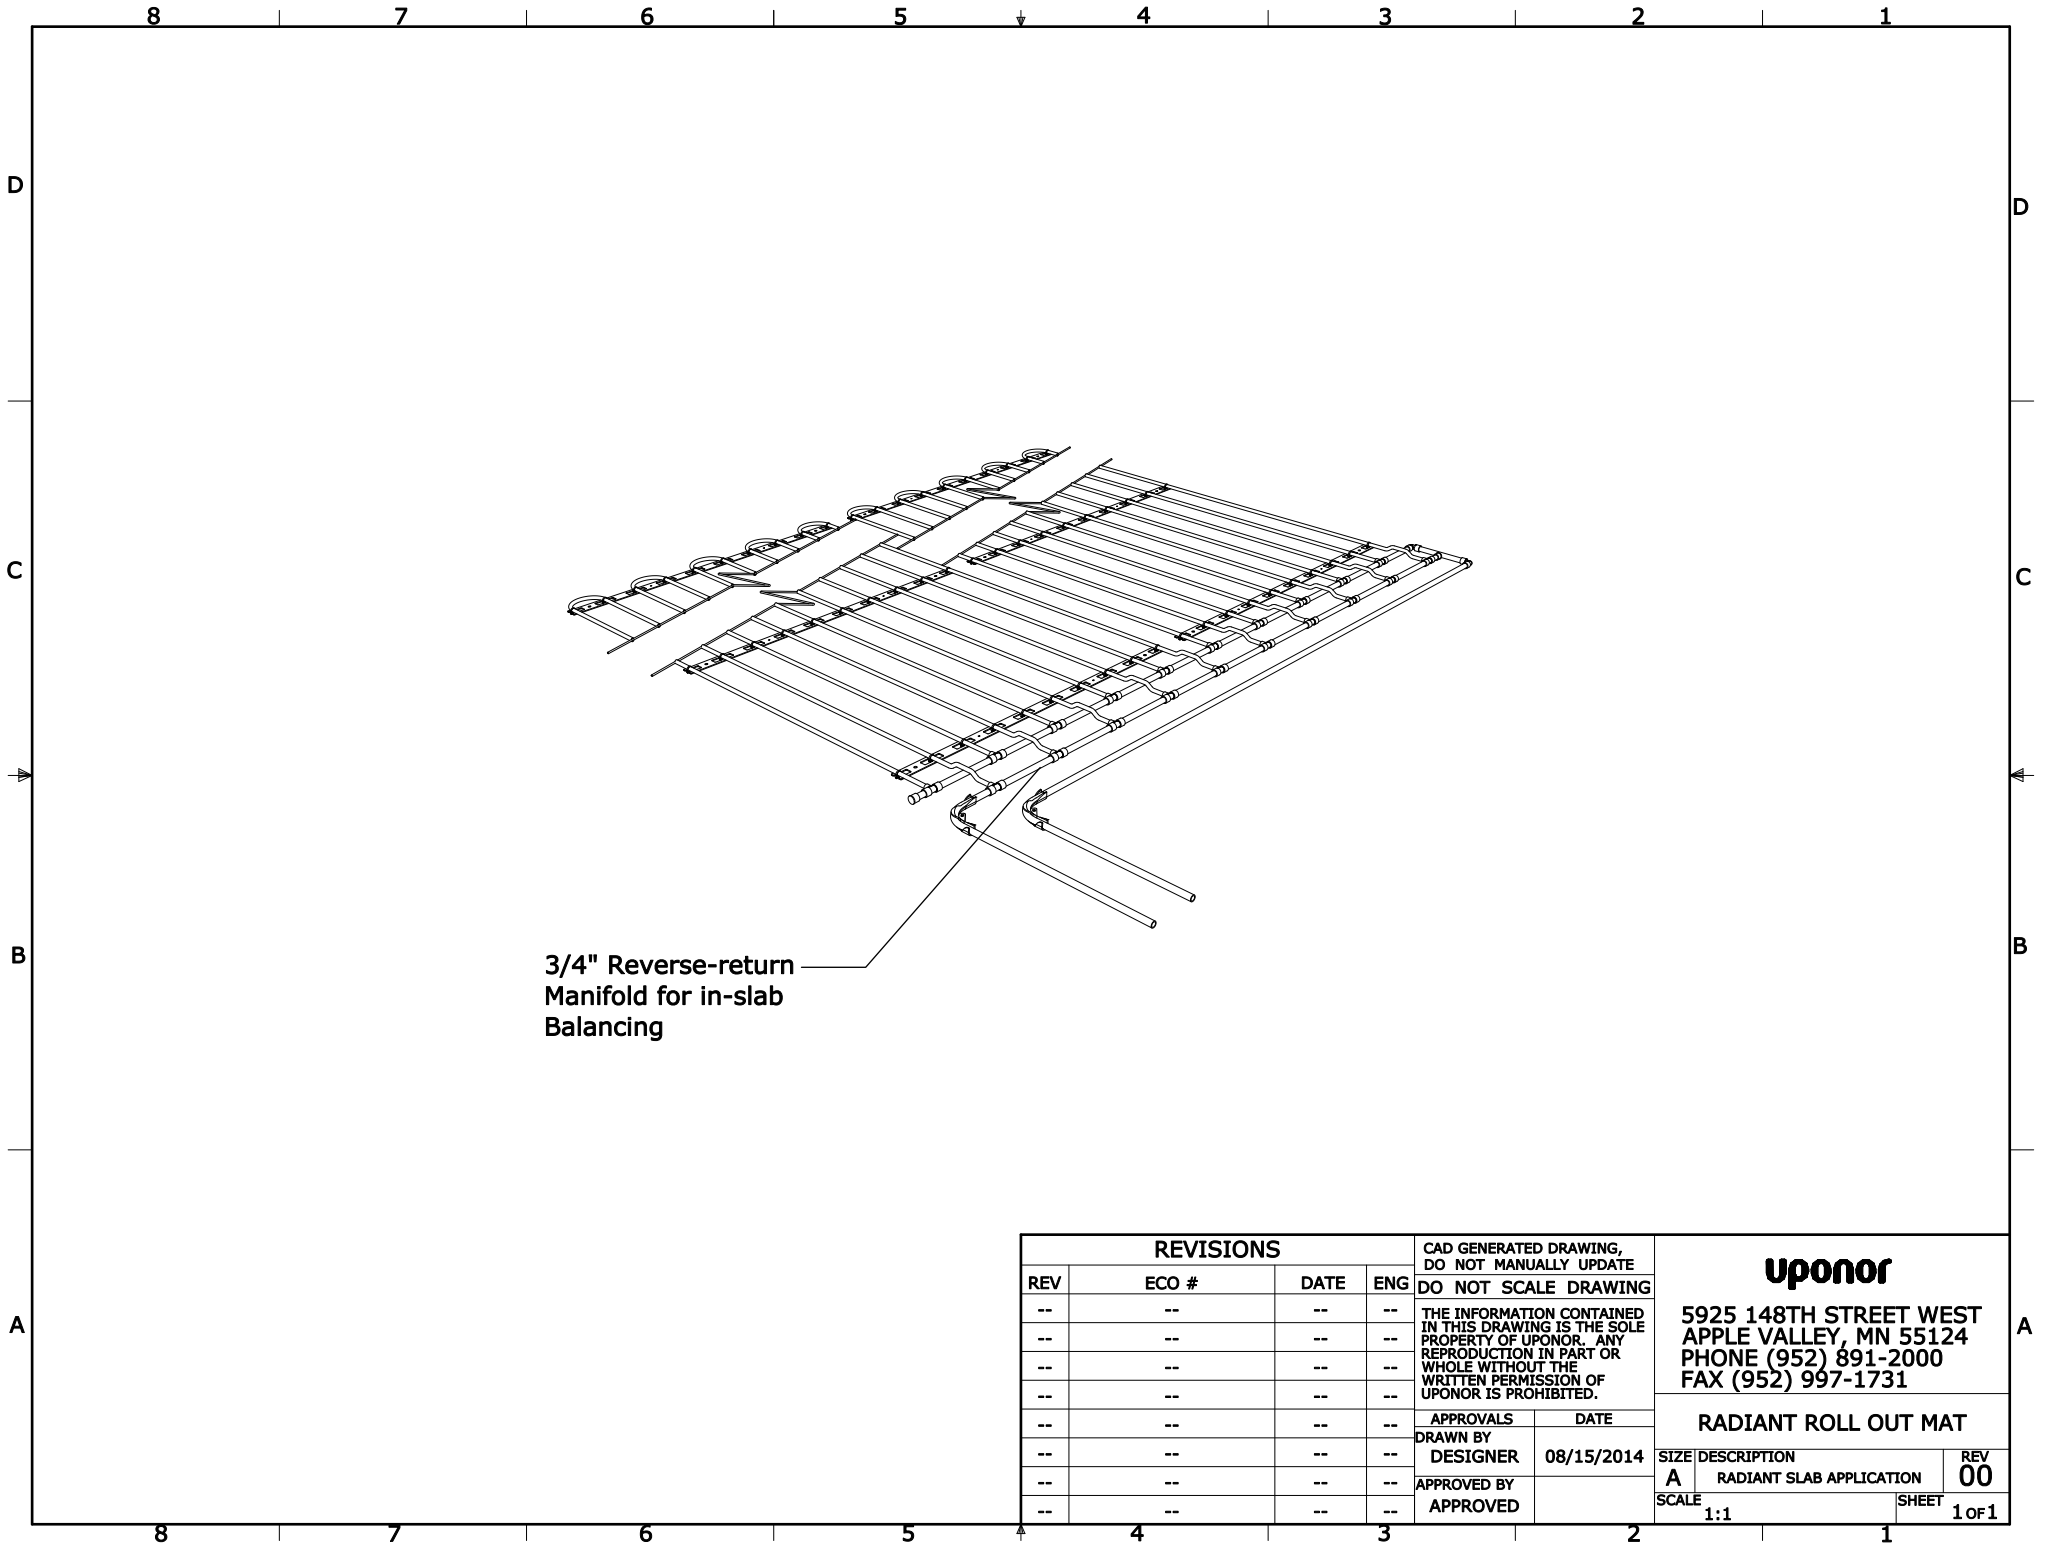 8 7 6 5 4 3 2 1
D D
C C
3/4" Reverse-return
Manifold for in-slab
Balancing
B B
A A
REVISIONS
REV ECO # DATE ENG
-- -- -- --
-- -- -- --
-- -- -- --
-- -- -- --
-- -- -- --
-- -- -- --
-- -- -- --
-- -- -- --
CAD GENERATED DRAWING,
DO NOT MANUALLY UPDATE
DO NOT SCALE DRAWING
THE INFORMATION CONTAINED
IN THIS DRAWING IS THE SOLE
PROPERTY OF UPONOR. ANY
REPRODUCTION IN PART OR
WHOLE WITHOUT THE
WRITTEN PERMISSION OF
UPONOR IS PROHIBITED.
APPROVALS DATE
DRAWN BY
DESIGNER 08/15/2014
APPROVED BY
APPROVED
uponor
5925 148TH STREET WEST
APPLE VALLEY, MN 55124
PHONE (952) 891-2000
FAX (952) 997-1731
RADIANT ROLL OUT MAT
SIZE DESCRIPTION REV
A RADIANT SLAB APPLICATION 00
SCALE SHEET
1:1 1 OF 1
8 7 6 5 4 3 2 1